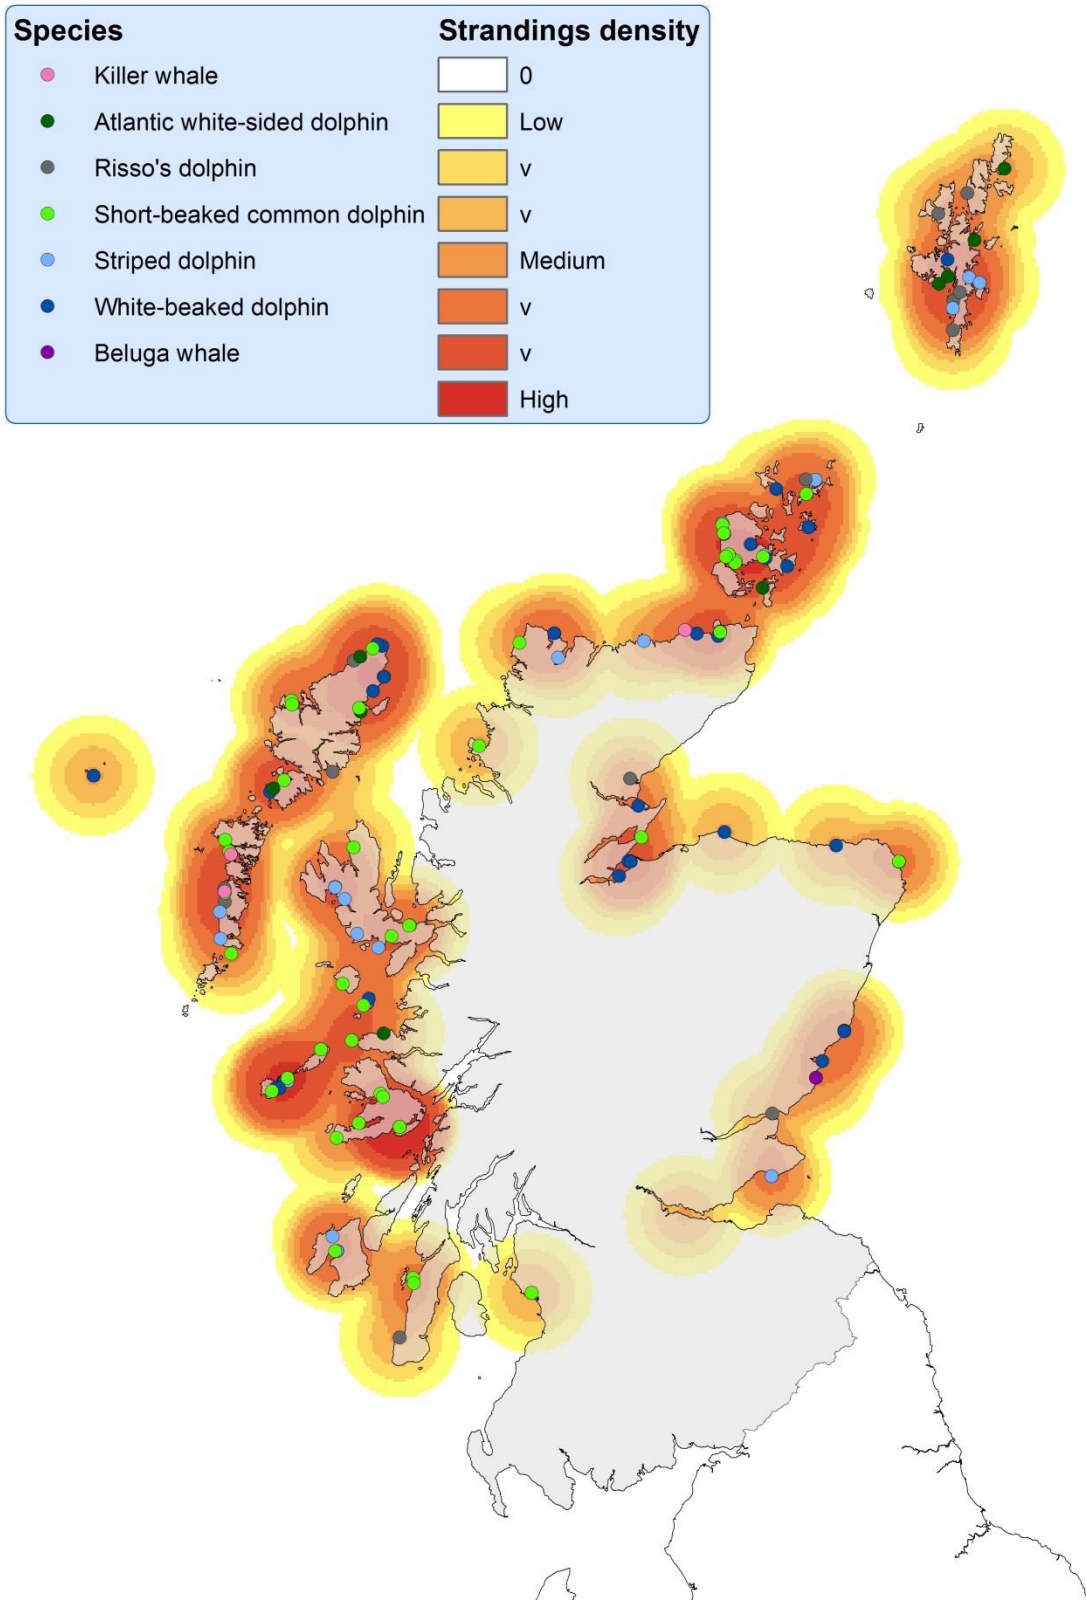 Species
Killer whale
Atlantic white-sided dolphin
Risso's dolphin
Short-beaked common dolphin
Striped dolphin
White-beaked dolphin
Beluga whale
Strandings density
0
Low
v
v
Medium
v
v
High